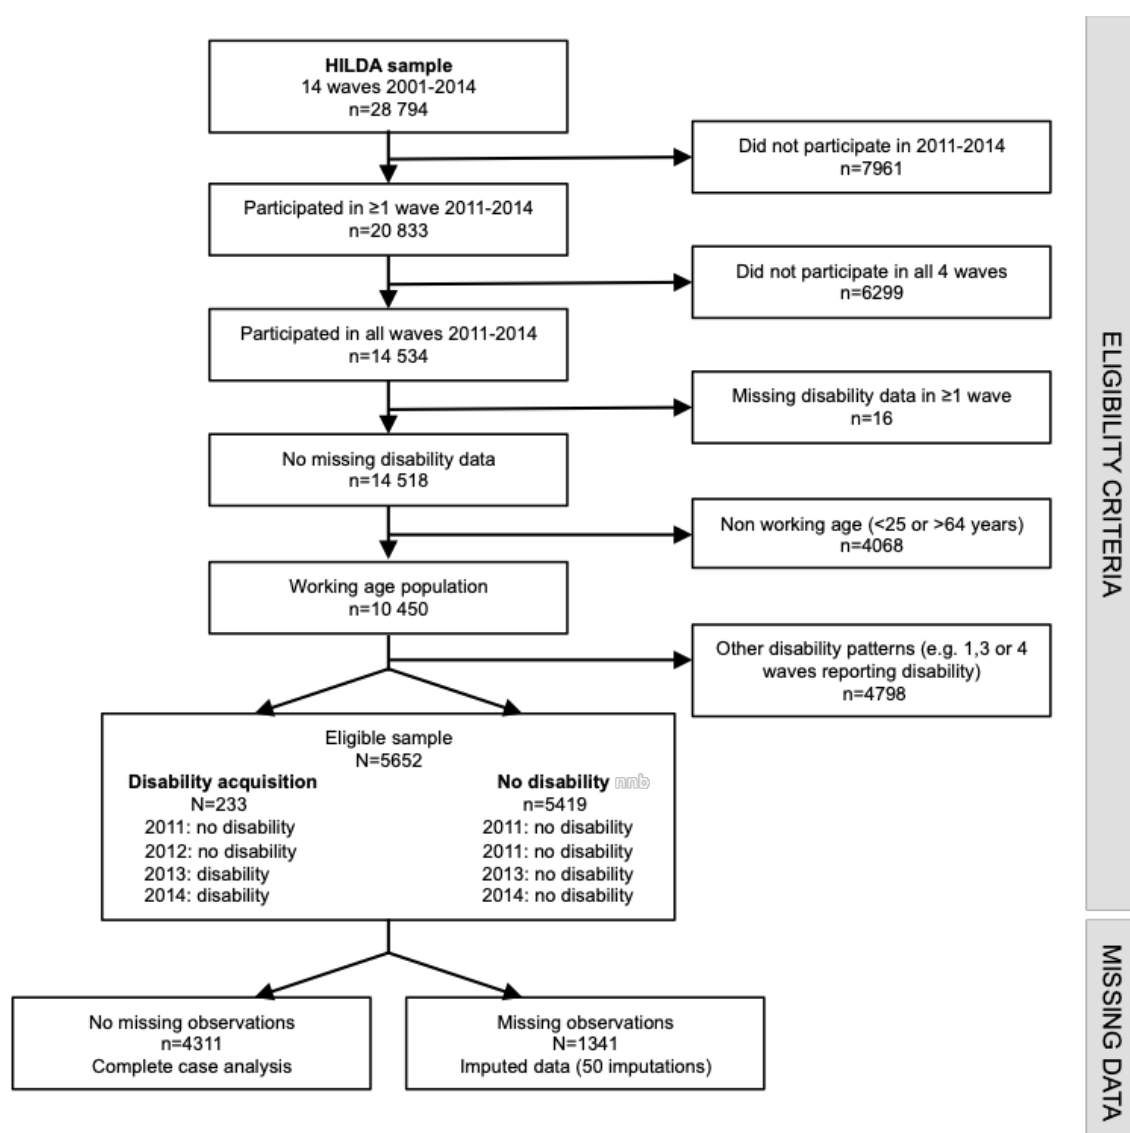 HILDA sample
14 waves 2001-2014
n=28 794
Did not participate in 2011-2014
n=7961
Participated in ≥1 wave 2011-2014
n=20 833
Did not participate in all 4 waves
n=6299
Participated in all waves 2011-2014
n=14 534
Missing disability data in ≥1 wave
n=16
No missing disability data
n=14 518
Non working age (<25 or >64 years)
n=4068
Working age population
n=10 450
Other disability patterns (e.g. 1,3 or 4
waves reporting disability)
n=4798
Eligible sample
N=5652
Disability acquisition
N=233
2011: no disability
2012: no disability
2013: disability
2014: disability
No disability nnb
n=5419
2011: no disability
2011: no disability
2013: no disability
2014: no disability
No missing observations
n=4311
Complete case analysis
Missing observations
N=1341
Imputed data (50 imputations)
ELIGIBILITY CRITERIA
MISSING DATA